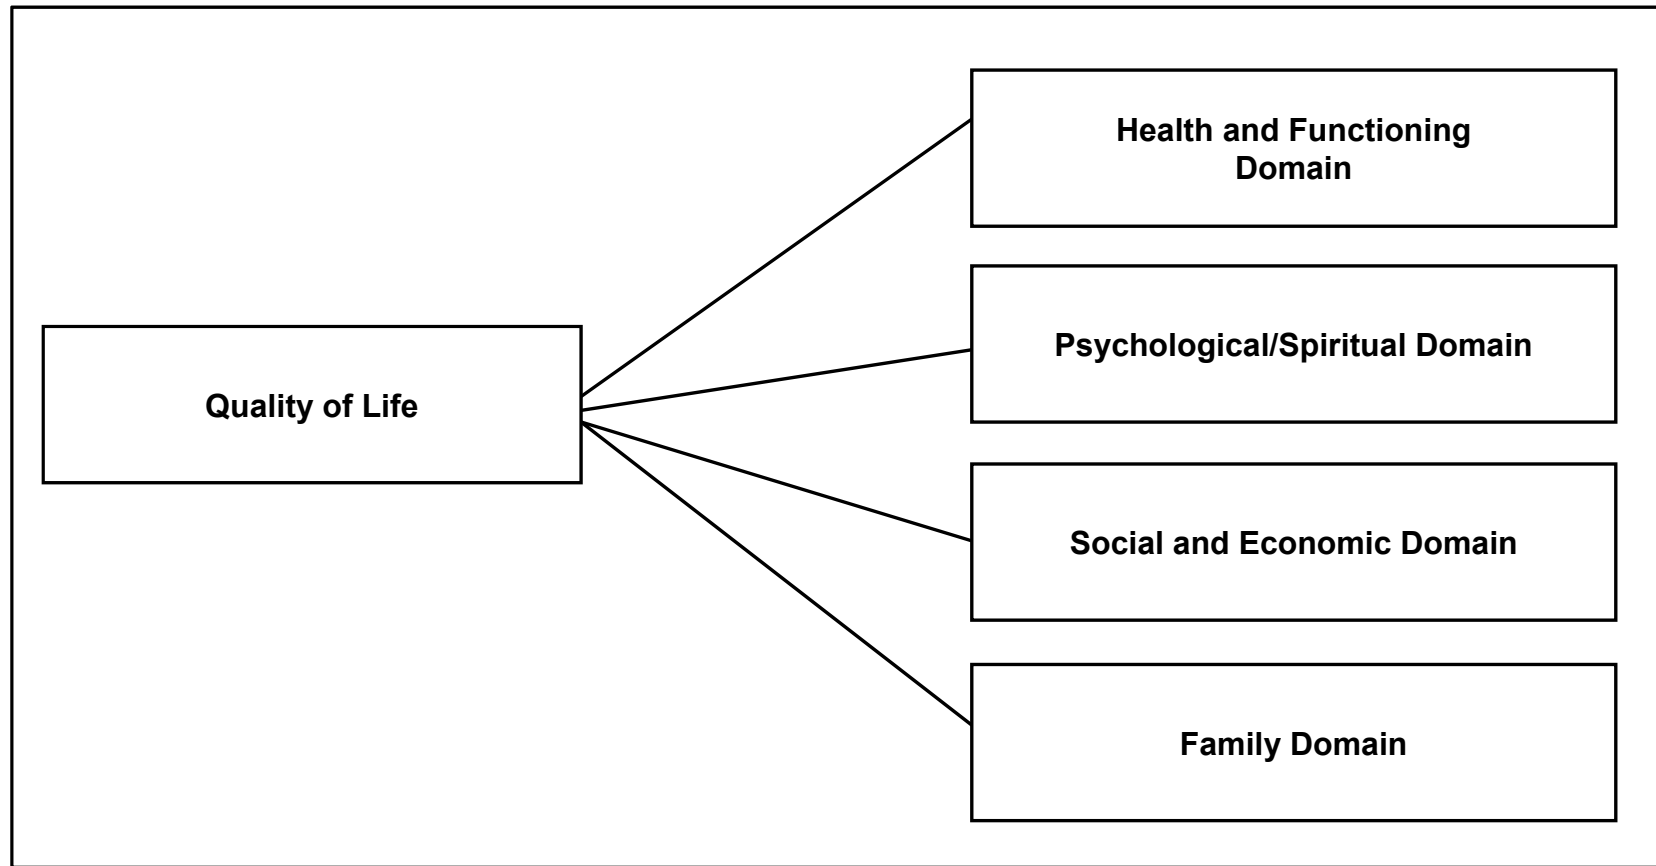 Health and Functioning
Domain
Psychological/Spiritual Domain
Quality of Life
Social and Economic Domain
Family Domain